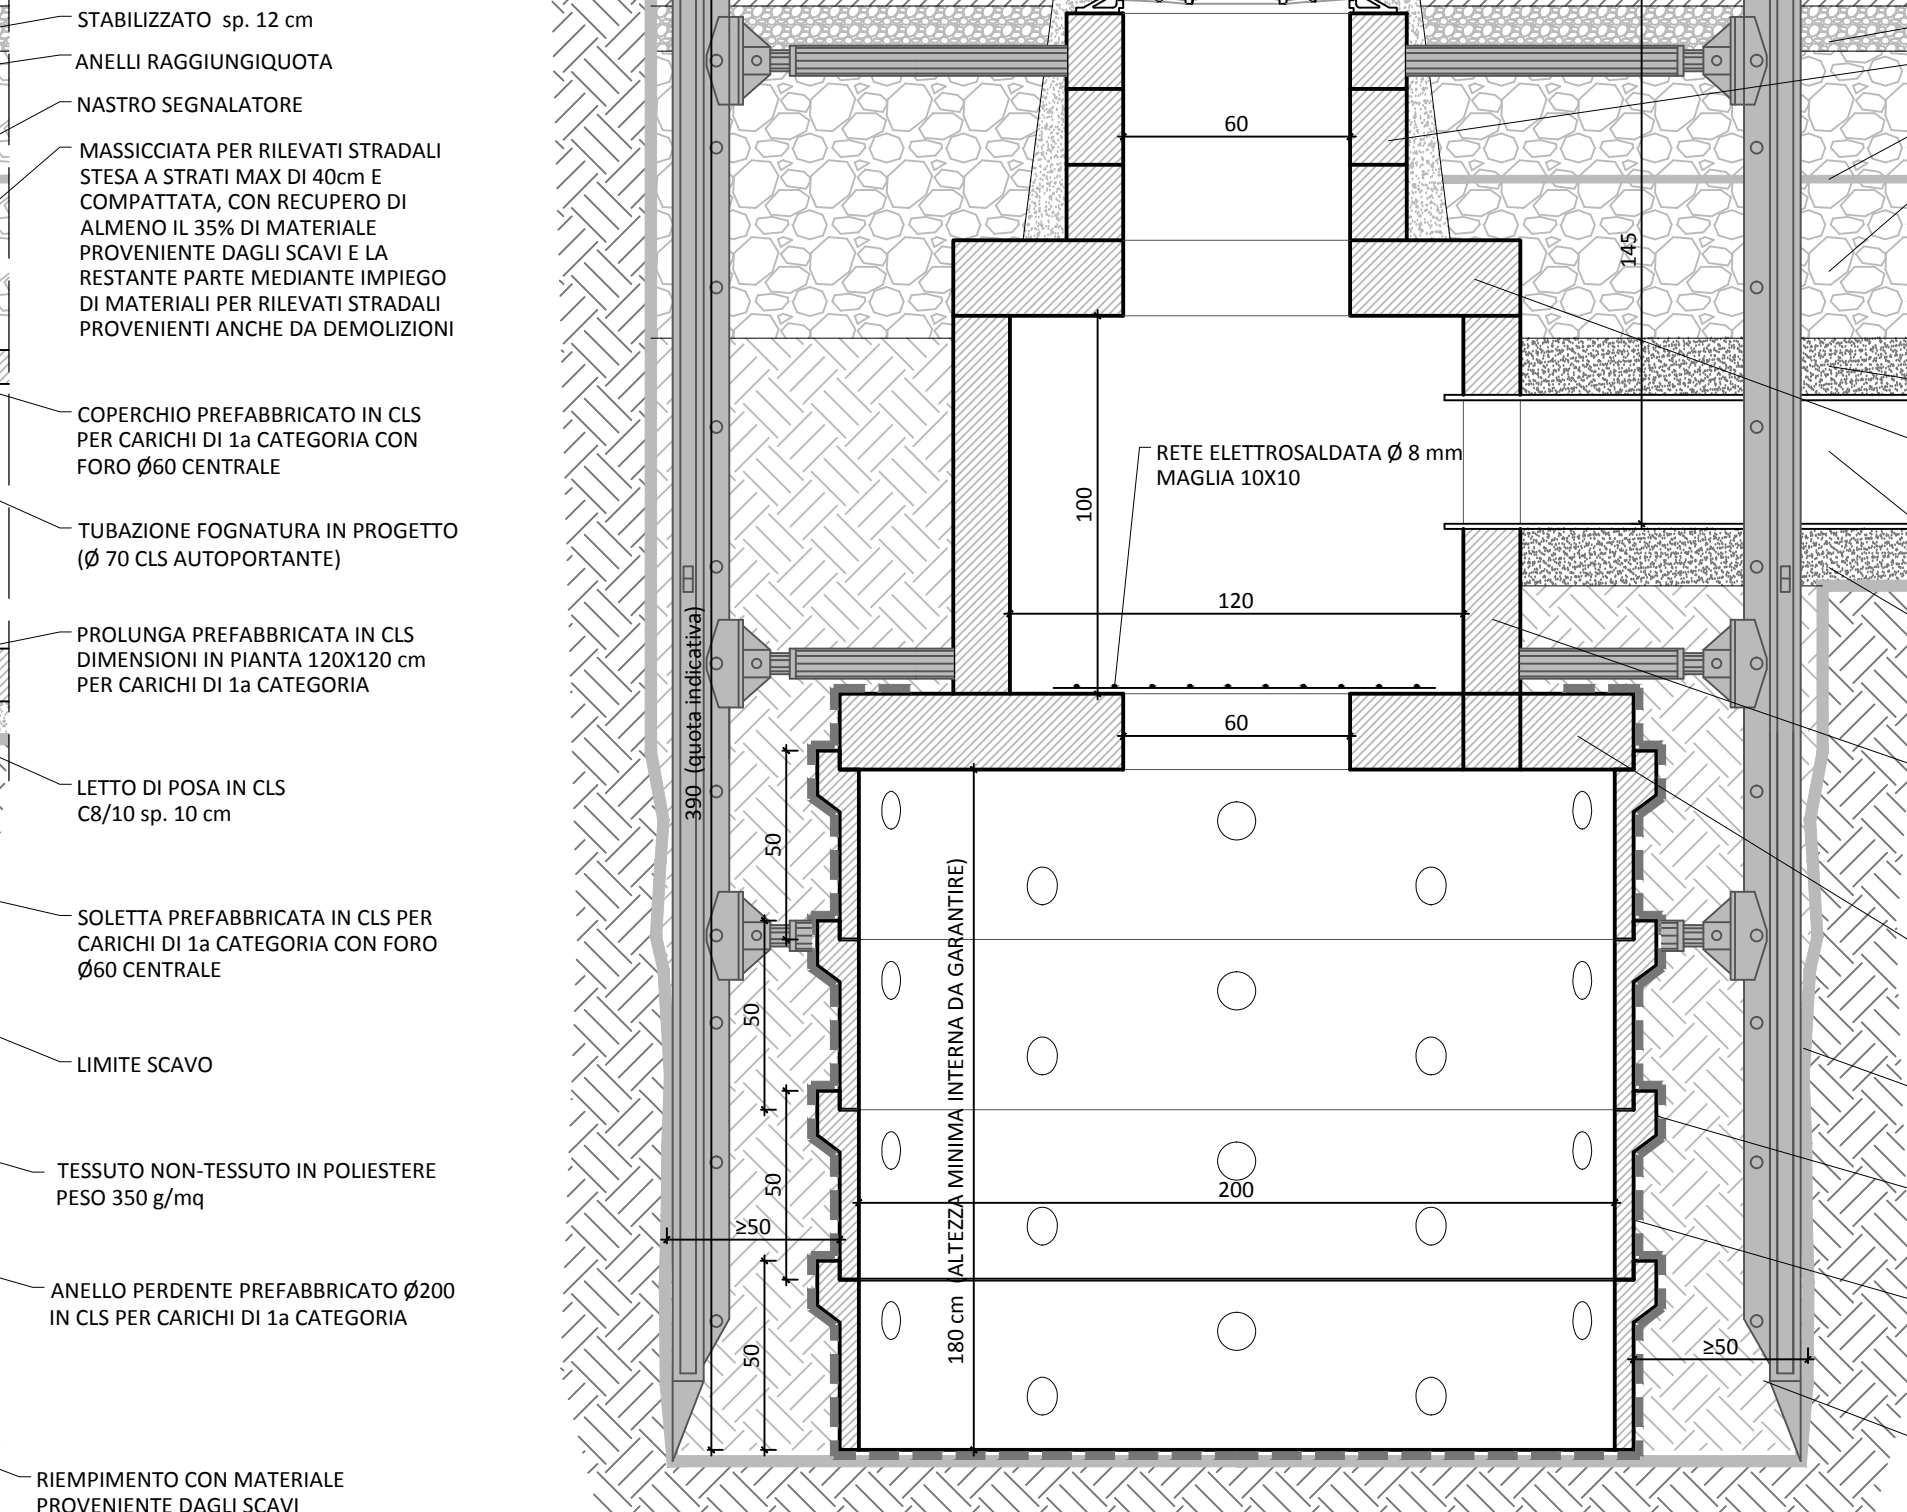 STABILIZZATO sp. 12 cm
ANELLI RAGGIUNGIQUOTA
NASTRO SEGNALATORE
MASSICCIATA PER RILEVATI STRADALI
STESA A STRATI MAX DI 40cm E
COMPATTATA, CON RECUPERO DI
ALMENO IL 35% DI MATERIALE
PROVENIENTE DAGLI SCAVI E LA
RESTANTE PARTE MEDIANTE IMPIEGO
DI MATERIALI PER RILEVATI STRADALI
PROVENIENTI ANCHE DA DEMOLIZIONI
COPERCHIO PREFABBRICATO IN CLS
PER CARICHI DI 1a CATEGORIA CON
FORO Ø60 CENTRALE
TUBAZIONE FOGNATURA IN PROGETTO
(Ø 70 CLS AUTOPORTANTE)
PROLUNGA PREFABBRICATA IN CLS
DIMENSIONI IN PIANTA 120X120 cm
PER CARICHI DI 1a CATEGORIA
LETTO DI POSA IN CLS
C8/10 sp. 10 cm
SOLETTA PREFABBRICATA IN CLS PER
CARICHI DI 1a CATEGORIA CON FORO
Ø60 CENTRALE
LIMITE SCAVO
TESSUTO NON-TESSUTO IN POLIESTERE
PESO 350 g/mq
ANELLO PERDENTE PREFABBRICATO Ø200
IN CLS PER CARICHI DI 1a CATEGORIA
RIEMPIMENTO CON MATERIALE
PROVENIENTE DAGLI SCAVI
60
145
RETE ELETTROSALDATA Ø 8 mm
MAGLIA 10X10
100
120
390 (quota indicativa)
60
50
50
50
50
180 cm (ALTEZZA MINIMA INTERNA DA GARANTIRE)
200
≥50
≥50